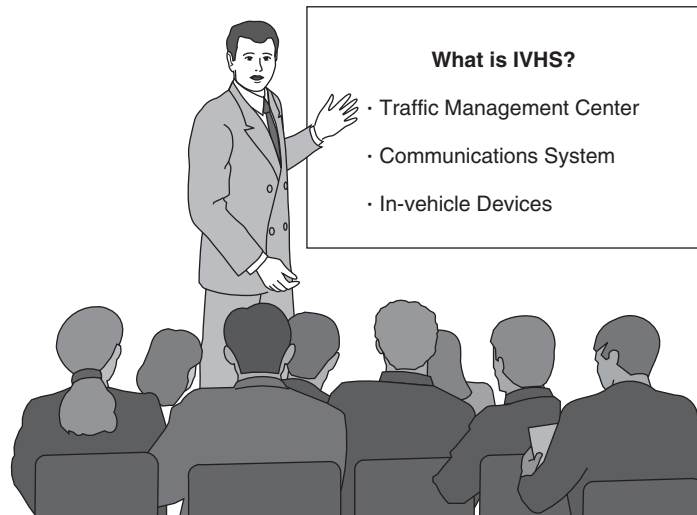 What is IVHS?
· Traffic Management Center
· Communications System
· In-vehicle Devices